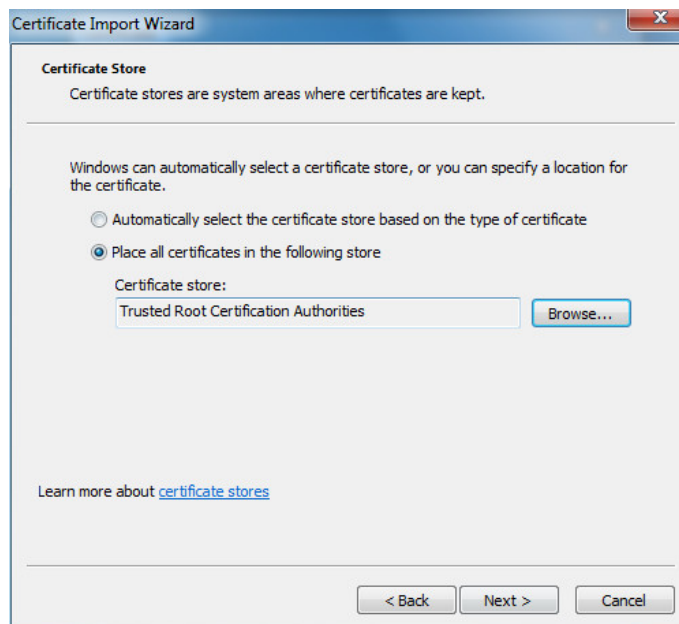 Certificate Import Wizard
X
Certificate Store
Certificate stores are system areas where certificates are kept.
Windows can automatically select a certificate store, or you can specify a location for
the certificate.
Automatically select the certificate store based on the type of certificate
Place all certificates in the following store
Certificate store:
Trusted Root Certification Authorities
Browse...
Learn more about certificate stores
< Back Next > Cancel